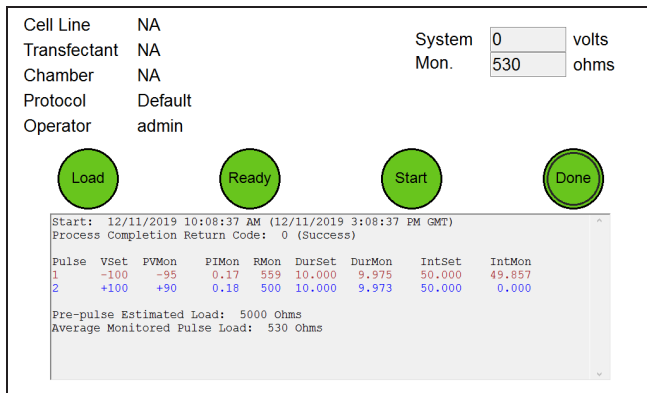 Cell Line NA
Transfectant NA
Chamber NA
Protocol Default
Operator admin
System 0 volts
Mon. 530 ohms
Load Ready Start Done
Start: 12/11/2019 10:08:37 AM (12/11/2019 3:08:37 PM GMT)
Process Completion Return Code: 0 (Success)
Pulse VSet PVMon PIMon RMon DurSet DurMon IntSet IntMon
1 -100 -95 0.17 559 10.000 9.975 50.000 49.857
2 +100 +90 0.18 500 10.000 9.973 50.000 0.000
Pre-pulse Estimated Load: 5000 Ohms
Average Monitored Pulse Load: 530 Ohms